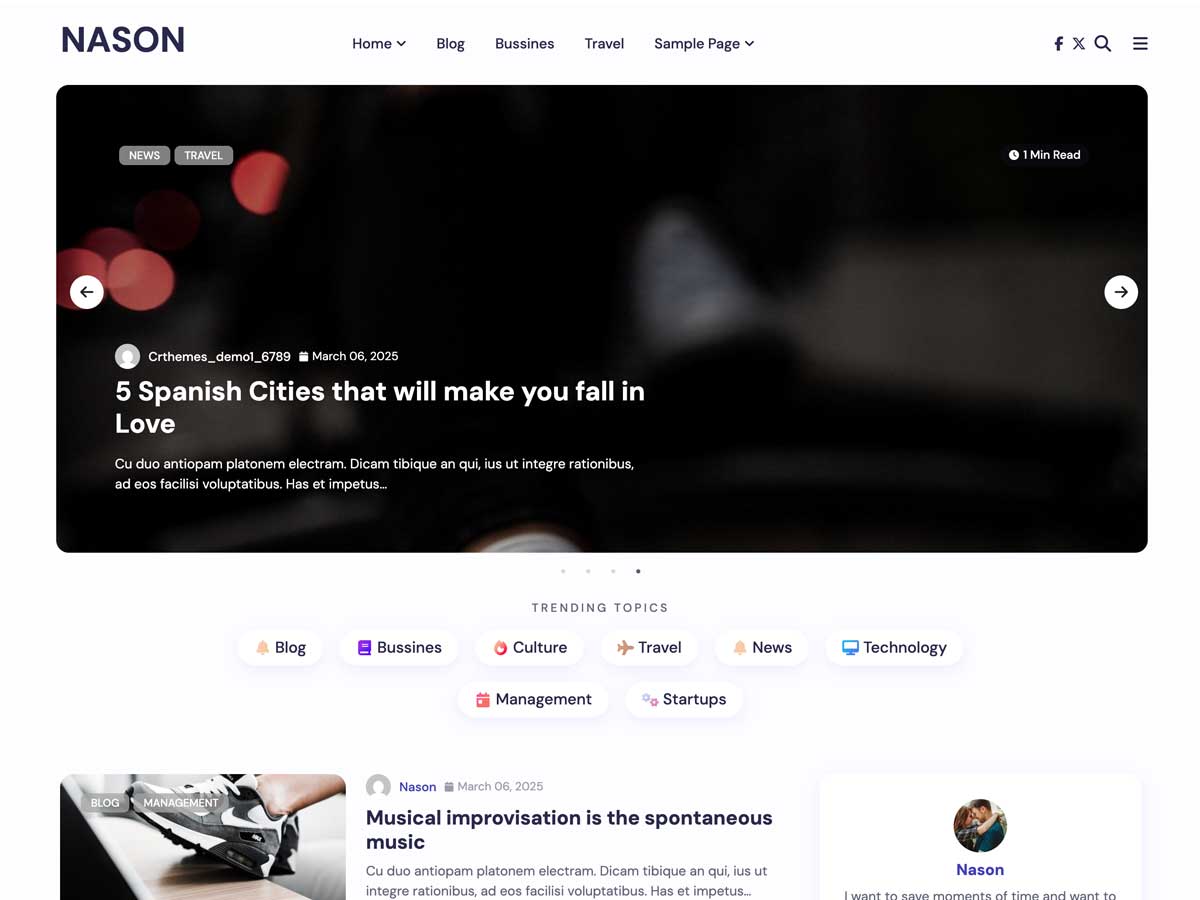 NASON
Home Blog Bussines Travel Sample Page
NEWS TRAVEL
1 Min Read
Crthemes_demo1_6789 March 06, 2025
5 Spanish Cities that will make you fall in
Love
Cu duo antiopam platonem electram. Dicam tibique an qui, ius ut integre rationibus,
ad eos facilisi voluptatibus. Has et impetus...
TRENDING TOPICS
Blog Bussines Culture Travel News Technology
Management Startups
BLOG MANAGEMENT
Nason March 06, 2025
Musical improvisation is the spontaneous
music
Cu duo antiopam platonem electram. Dicam tibique an qui, ius ut
integre rationibus, ad eos facilisi voluptatibus. Has et impetus...
Nason
I want to save moments of time and want to